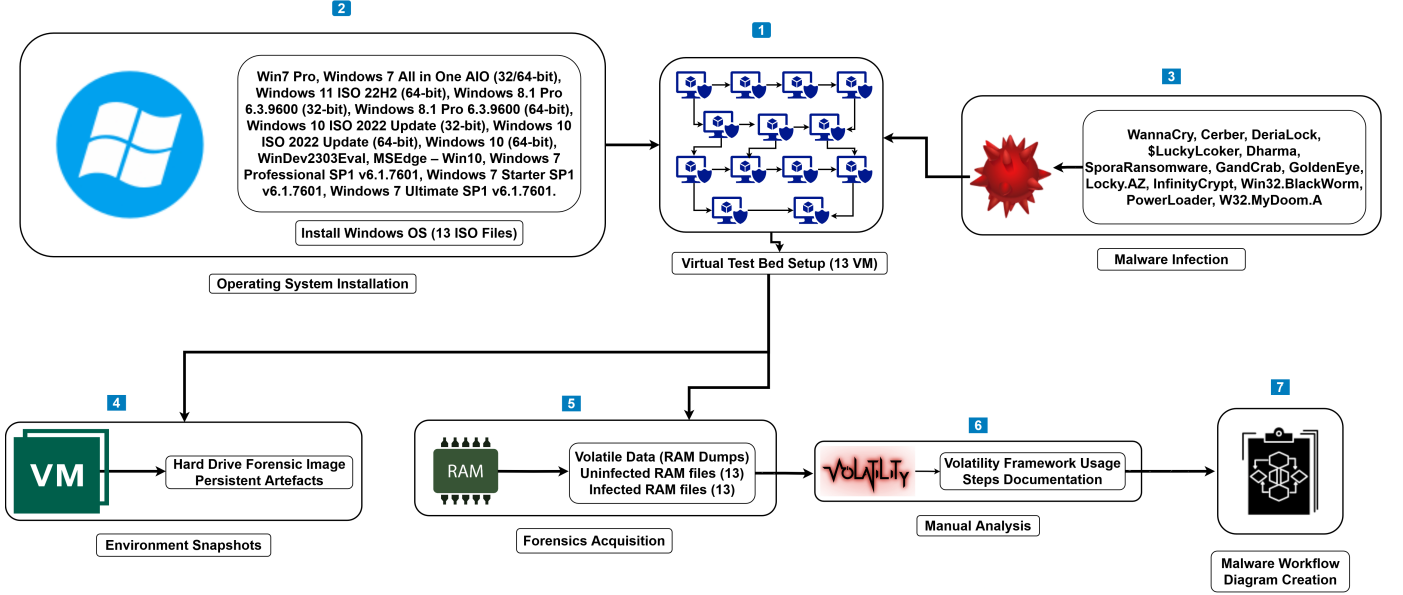 2
Win7 Pro, Windows 7 All in One AIO (32/64-bit),
Windows 11 ISO 22H2 (64-bit), Windows 8.1 Pro
6.3.9600 (32-bit), Windows 8.1 Pro 6.3.9600 (64-bit),
Windows 10 ISO 2022 Update (32-bit), Windows 10
ISO 2022 Update (64-bit), Windows 10 (64-bit),
WinDev2303Eval, MSEdge – Win10, Windows 7
Professional SP1 v6.1.7601, Windows 7 Starter SP1
v6.1.7601, Windows 7 Ultimate SP1 v6.1.7601.
Install Windows OS (13 ISO Files)
Operating System Installation
1
Virtual Test Bed Setup (13 VM)
3
WannaCry, Cerber, DeriaLock,
$LuckyLcoker, Dharma,
SporaRansomware, GandCrab, GoldenEye,
Locky.AZ, InfinityCrypt, Win32.BlackWorm,
PowerLoader, W32.MyDoom.A
Malware Infection
4
VM
Hard Drive Forensic Image
Persistent Artefacts
Environment Snapshots
5
RAM
Volatile Data (RAM Dumps)
Uninfected RAM files (13)
Infected RAM files (13)
Forensics Acquisition
6
VOLATILITY
Volatility Framework Usage
Steps Documentation
Manual Analysis
7
Malware Workflow
Diagram Creation